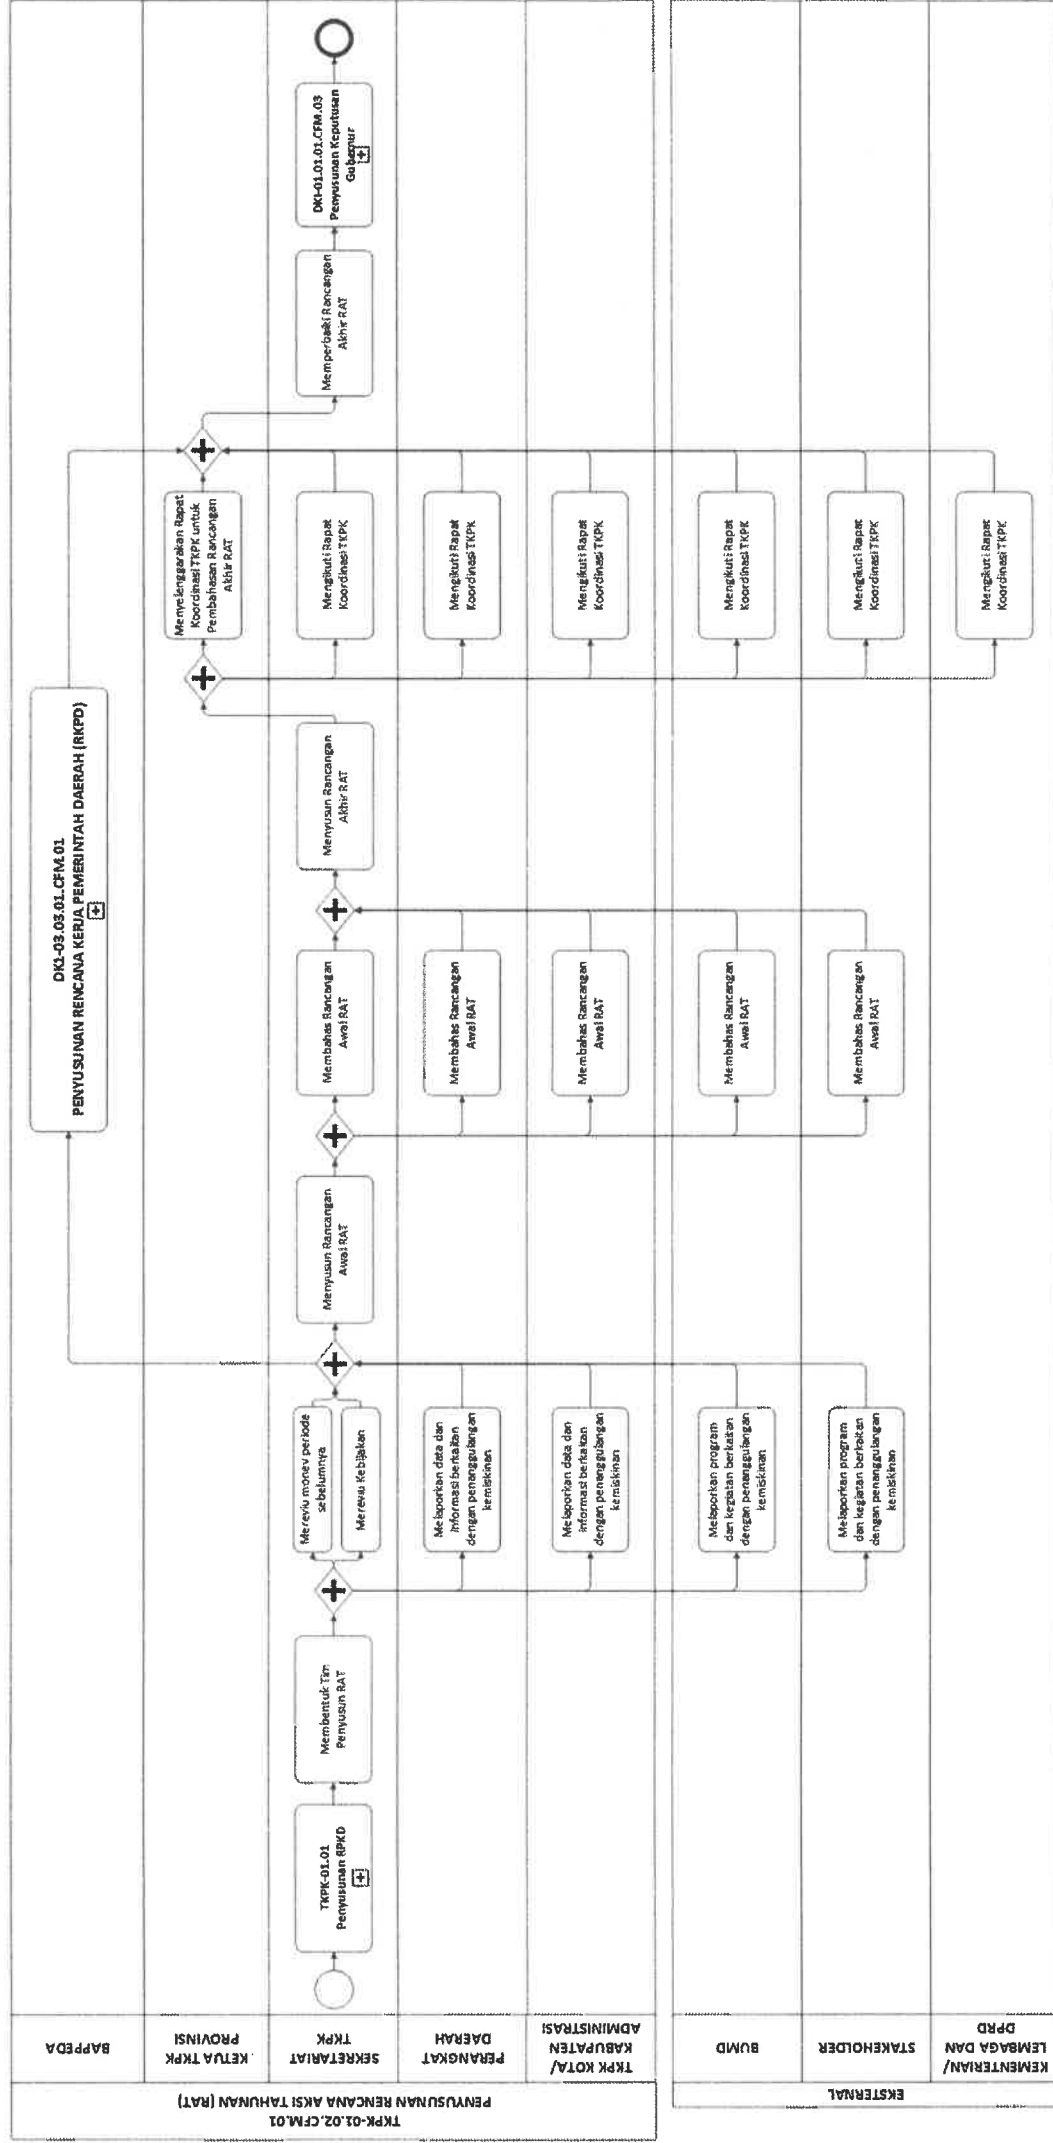 TKPK-01.02.CFM.01
PENYUSUNAN RENCANA AKSI TAHUNAN (RAT)
BAPPEDA
DK1-03.03.01.CFM.01
PENYUSUNAN RENCANA KERJA PEMERINTAH DAERAH (RKPD)
KETUA TKPK
PROVINSI
Menyelenggarakan Rapat
Koordinasi TKPK untuk
Pembahasan Rancangan
Akhir RAT
SEKRETARIAT
TKPK
TKPK-01.01
Penyusunan RPKD
Membentuk Tim
Penyusun RAT
Mereviu monev periode
sebelumnya
Mereviu Kebijakan
Menyusun Rancangan
Awal RAT
Membahas Rancangan
Awal RAT
Menyusun Rancangan
Akhir RAT
Mengikuti Rapat
Koordinasi TKPK
Memperbaiki Rancangan
Akhir RAT
DKI-01.01.01.CFM.03
Penyusunan Keputusan
Gubernur
PERANGKAT
DAERAH
Melaporkan data dan
informasi berkaitan
dengan penanggulangan
kemiskinan
Membahas Rancangan
Awal RAT
Mengikuti Rapat
Koordinasi TKPK
TKPK KOTA/
KABUPATEN
ADMINISTRASI
Melaporkan data dan
informasi berkaitan
dengan penanggulangan
kemiskinan
Membahas Rancangan
Awal RAT
Mengikuti Rapat
Koordinasi TKPK
EKSTERNAL
BUMD
Melaporkan program
dan kegiatan berkaitan
dengan penanggulangan
kemiskinan
Membahas Rancangan
Awal RAT
Mengikuti Rapat
Koordinasi TKPK
STAKEHOLDER
Melaporkan program
dan kegiatan berkaitan
dengan penanggulangan
kemiskinan
Membahas Rancangan
Awal RAT
Mengikuti Rapat
Koordinasi TKPK
KEMENTERIAN/
LEMBAGA DAN
DPRD
Mengikuti Rapat
Koordinasi TKPK